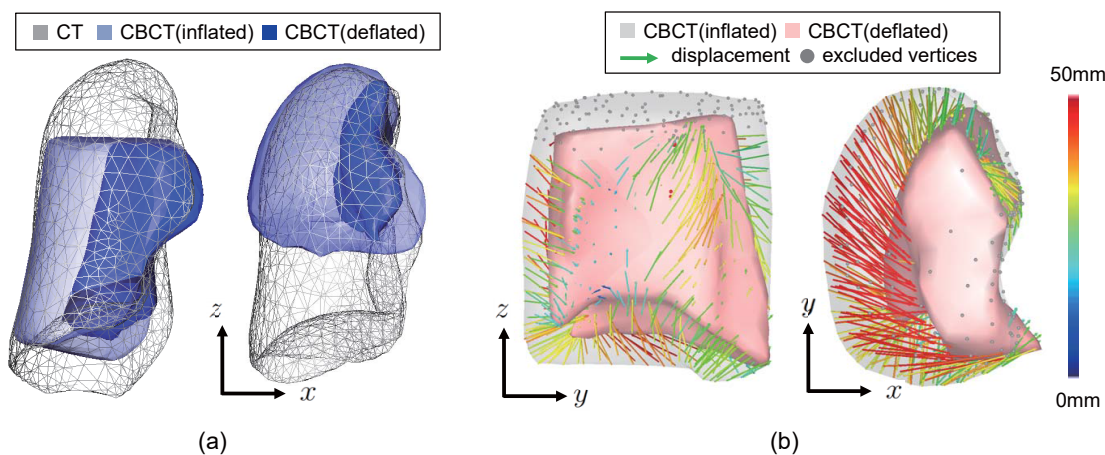 CT CBCT(inflated) CBCT(deflated)
z
x
(a)
CBCT(inflated) CBCT(deflated)
displacement excluded vertices
z
y
y
x
50mm
0mm
(b)